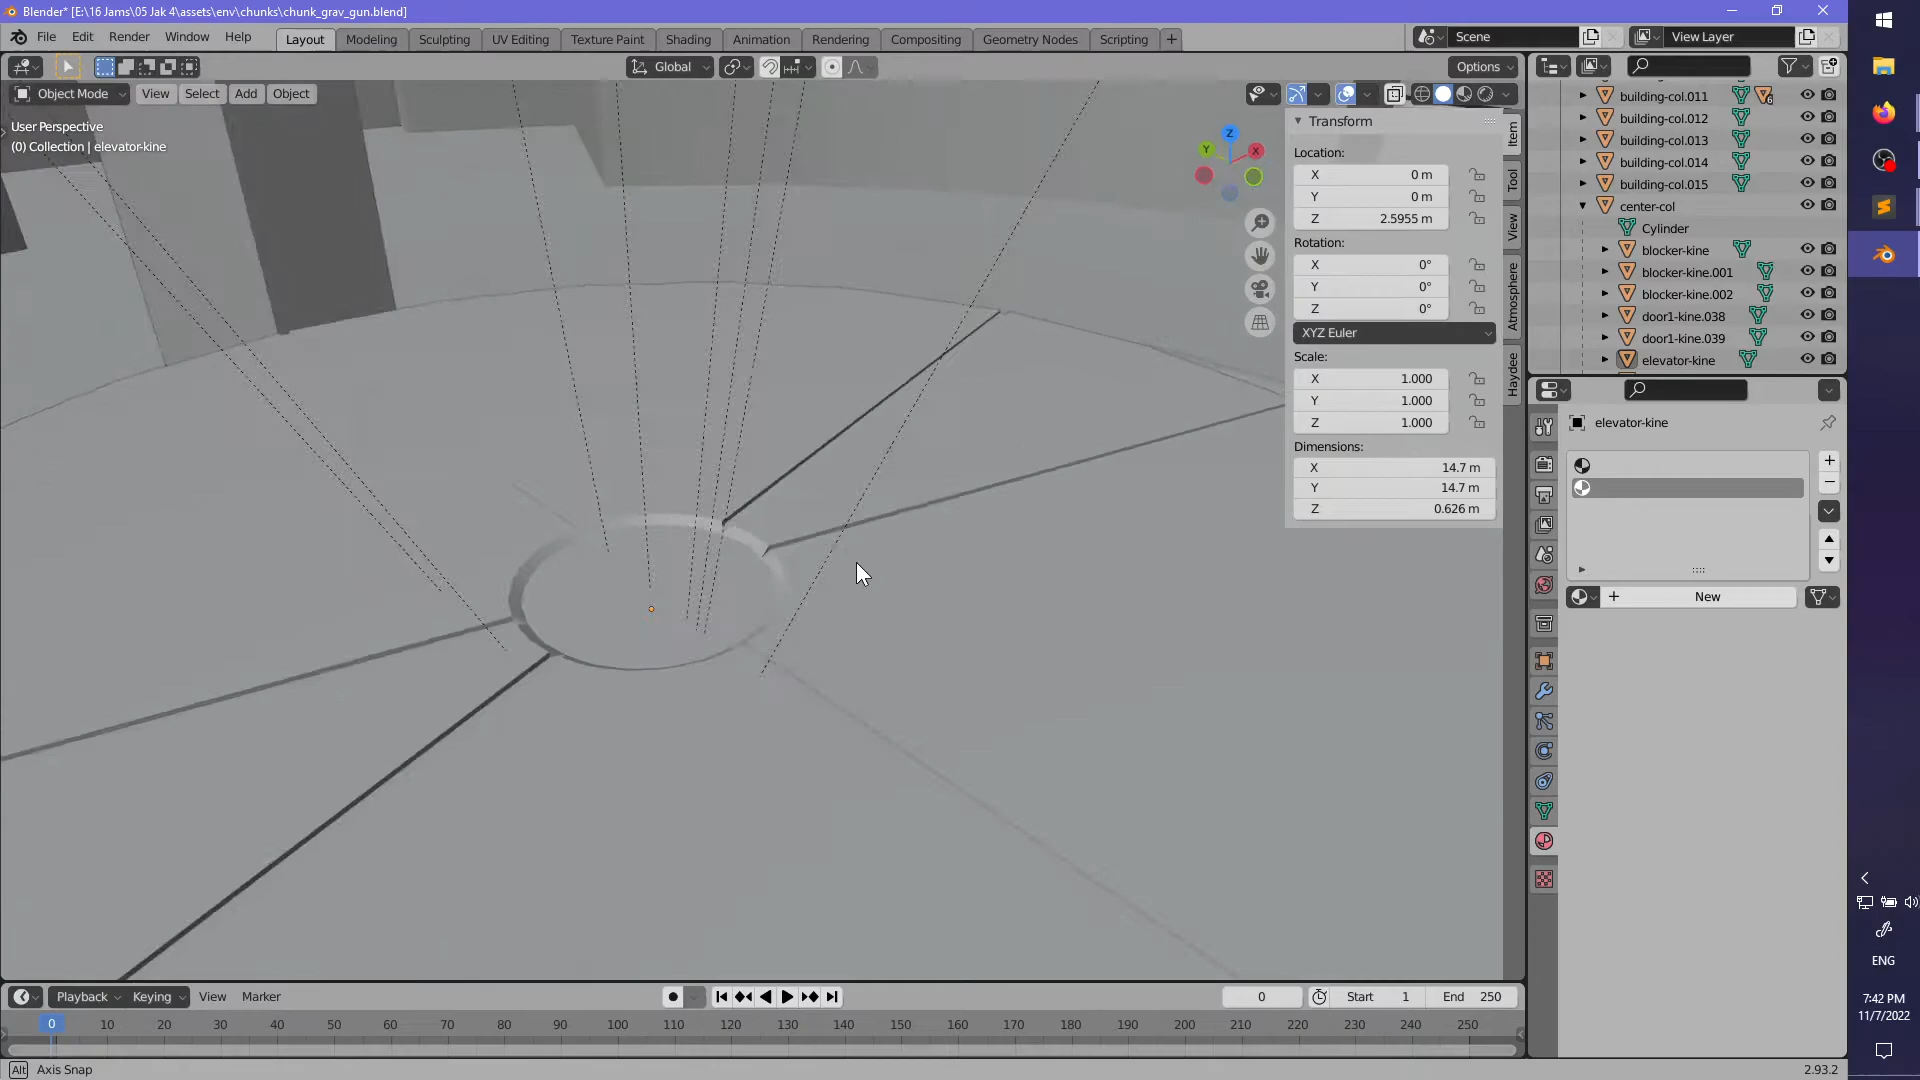 Blender* [E:\16 Jams\05 Jak 4\assets\env\chunks\chunk_grav_gun.blend]
File Edit Render Window Help Layout Modeling Sculpting UV Editing Texture Paint Shading Animation Rendering Compositing Geometry Nodes Scripting + Scene View Layer
Global Options
Object Mode View Select Add Object
User Perspective
(0) Collection | elevator-kine
Z
Y
X
Transform
Location:
X 0 m
Y 0 m
Z 2.5955 m
Rotation:
X 0°
Y 0°
Z 0°
XYZ Euler
Scale:
X 1.000
Y 1.000
Z 1.000
Dimensions:
X 14.7 m
Y 14.7 m
Z 0.626 m
Item
Tool
View
Atmosphere
Haydee
building-col.011 6
building-col.012
building-col.013
building-col.014
building-col.015
center-col
Cylinder
blocker-kine
blocker-kine.001
blocker-kine.002
door1-kine.038
door1-kine.039
elevator-kine
elevator-kine
New
Playback Keying View Marker 0 Start 1 End 250
0 10 20 30 40 50 60 70 80 90 100 110 120 130 140 150 160 170 180 190 200 210 220 230 240 250
Alt Axis Snap 2.93.2
ENG
7:42 PM
11/7/2022